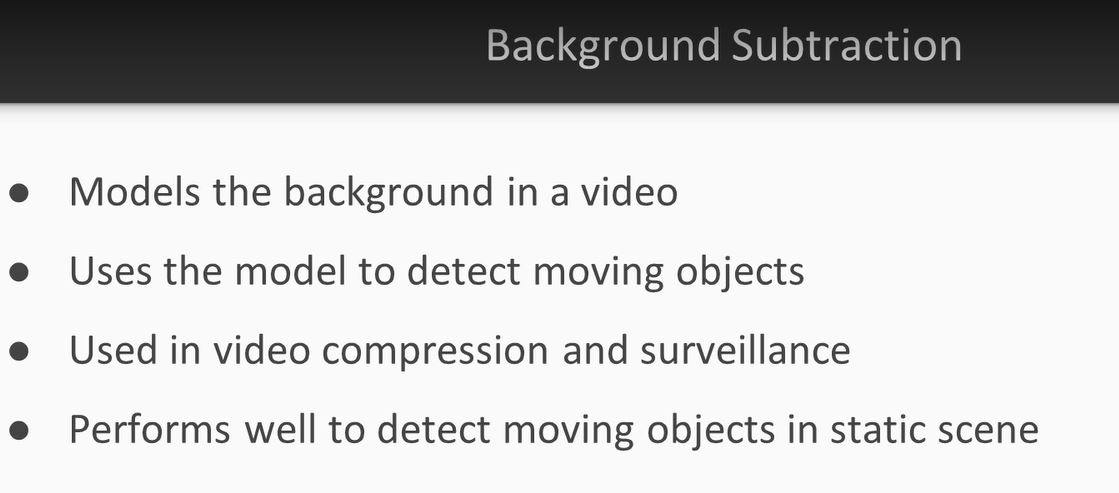 Background Subtraction
● Models the background in a video
● Uses the model to detect moving objects
● Used in video compression and surveillance
● Performs well to detect moving objects in static scene